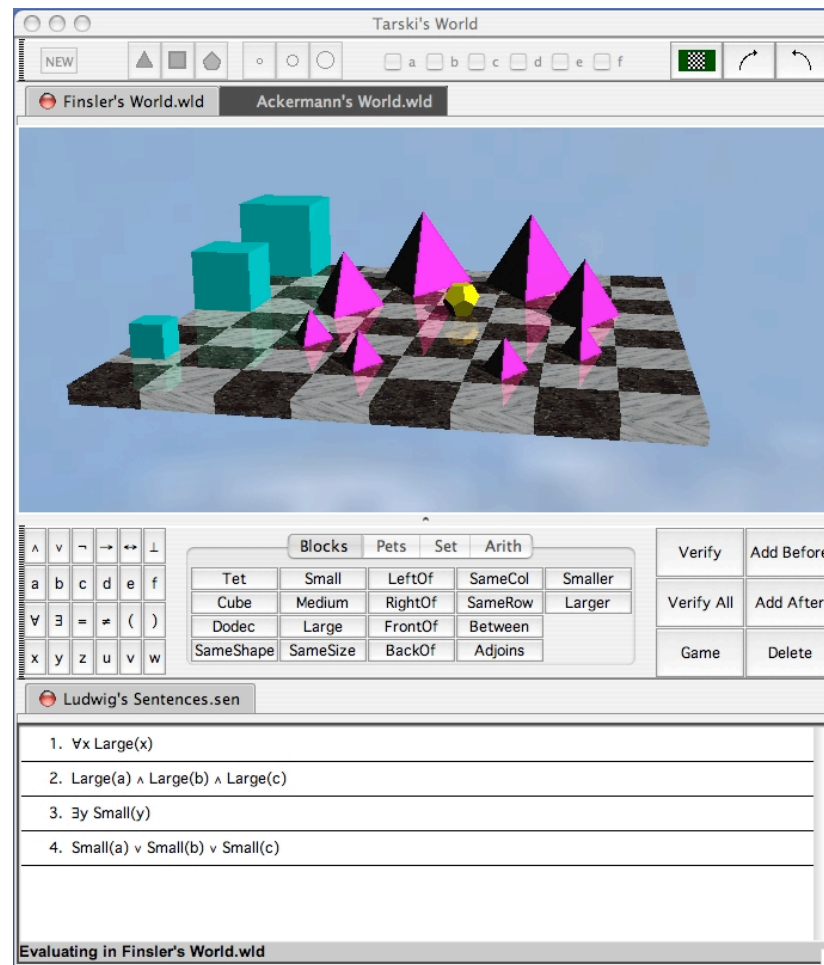 Tarski's World
NEW a b c d e f
Finsler's World.wld Ackermann's World.wld
Blocks Pets Set Arith
∧ ∨ ¬ → ↔ ⊥
a b c d e f
∀ ∃ = ≠ ( )
x y z u v w
Tet Small LeftOf SameCol Smaller
Cube Medium RightOf SameRow Larger
Dodec Large FrontOf Between
SameShape SameSize BackOf Adjoins
Verify Add Before
Verify All Add After
Game Delete
Ludwig's Sentences.sen
1. ∀x Large(x)
2. Large(a) ∧ Large(b) ∧ Large(c)
3. ∃y Small(y)
4. Small(a) ∨ Small(b) ∨ Small(c)
Evaluating in Finsler's World.wld